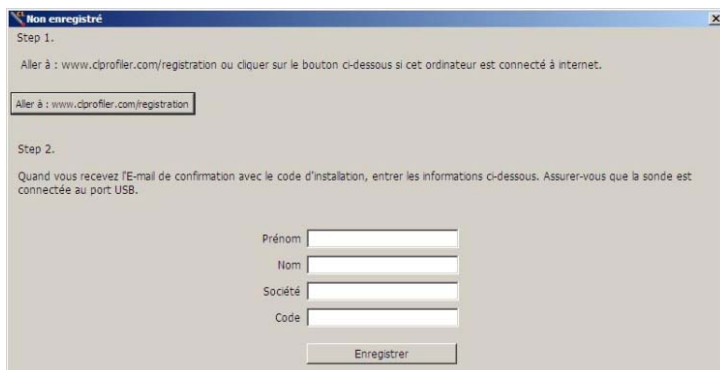 Non enregistré
Step 1.
Aller à : www.clprofiler.com/registration ou cliquer sur le bouton ci-dessous si cet ordinateur est connecté à internet.
Aller à : www.clprofiler.com/registration
Step 2.
Quand vous recevez l'E-mail de confirmation avec le code d'installation, entrer les informations ci-dessous. Assurer-vous que la sonde est
connectée au port USB.
Prénom
Nom
Société
Code
Enregistrer